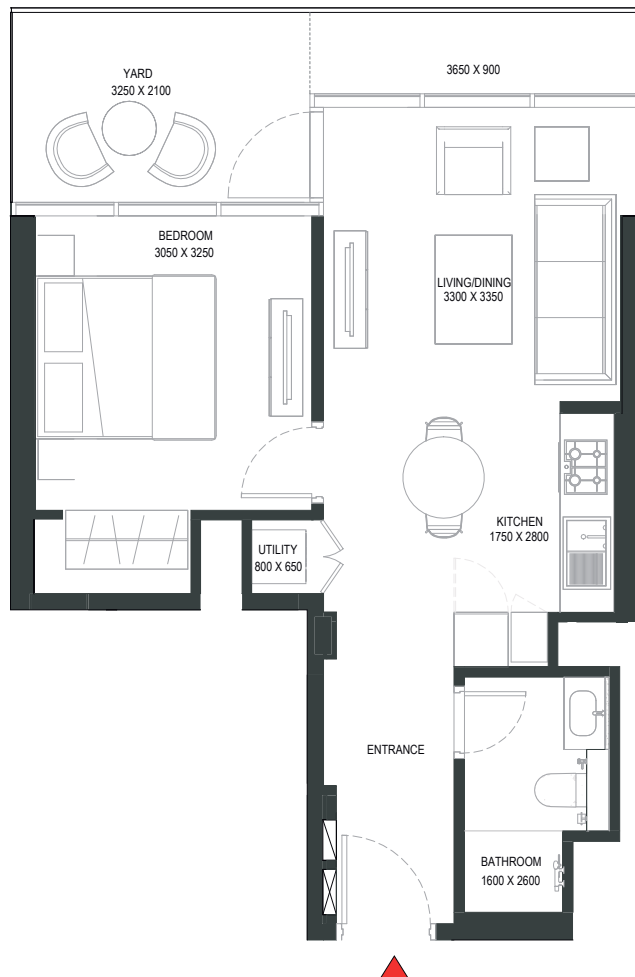 YARD
3250 X 2100
3650 X 900
BEDROOM
3050 X 3250
LIVING/DINING
3300 X 3350
KITCHEN
1750 X 2800
UTILITY
800 X 650
ENTRANCE
BATHROOM
1600 X 2600